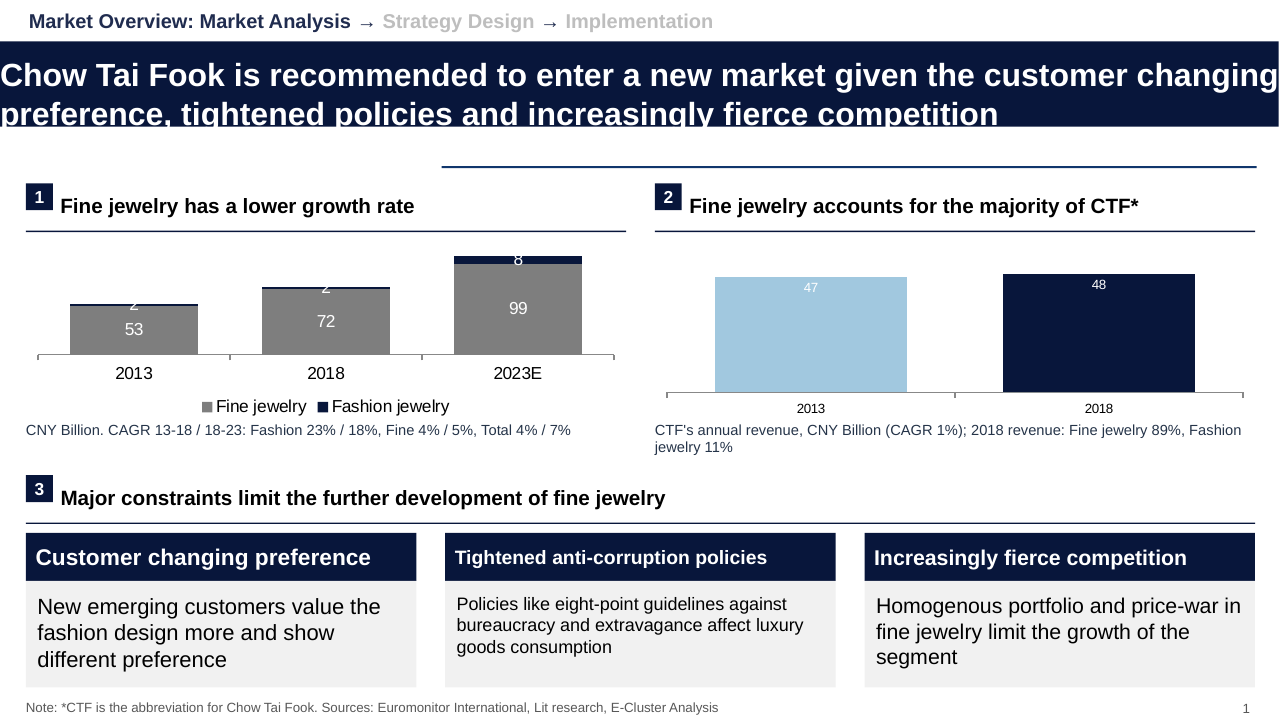 Market Overview: Market Analysis → Strategy Design → Implementation
Chow Tai Fook is recommended to enter a new market given the customer changing
preference, tightened policies and increasingly fierce competition
1
Fine jewelry has a lower growth rate
2
2
8
53
72
99
2013
2018
2023E
Fine jewelry
Fashion jewelry
CNY Billion. CAGR 13-18 / 18-23: Fashion 23% / 18%, Fine 4% / 5%, Total 4% / 7%
2
Fine jewelry accounts for the majority of CTF*
47
48
2013
2018
CTF's annual revenue, CNY Billion (CAGR 1%); 2018 revenue: Fine jewelry 89%, Fashion
jewelry 11%
3
Major constraints limit the further development of fine jewelry
Customer changing preference
New emerging customers value the
fashion design more and show
different preference
Tightened anti-corruption policies
Policies like eight-point guidelines against
bureaucracy and extravagance affect luxury
goods consumption
Increasingly fierce competition
Homogenous portfolio and price-war in
fine jewelry limit the growth of the
segment
Note: *CTF is the abbreviation for Chow Tai Fook. Sources: Euromonitor International, Lit research, E-Cluster Analysis
1